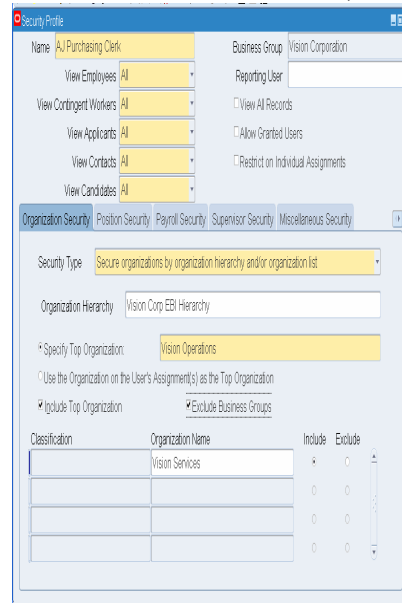 Security Profile
Name AJ Purchasing Clerk Business Group Vision Corporation
View Employees All Reporting User
View Contingent Workers All View All Records
View Applicants All Allow Granted Users
View Contacts All Restrict on Individual Assignments
View Candidates All
Organization Security Position Security Payroll Security Supervisor Security Miscellaneous Security
Security Type Secure organizations by organization hierarchy and/or organization list
Organization Hierarchy Vision Corp EBI Hierarchy
Specify Top Organization: Vision Operations
Use the Organization on the User's Assignment(s) as the Top Organization
Include Top Organization Exclude Business Groups
Classification Organization Name Include Exclude
Vision Services